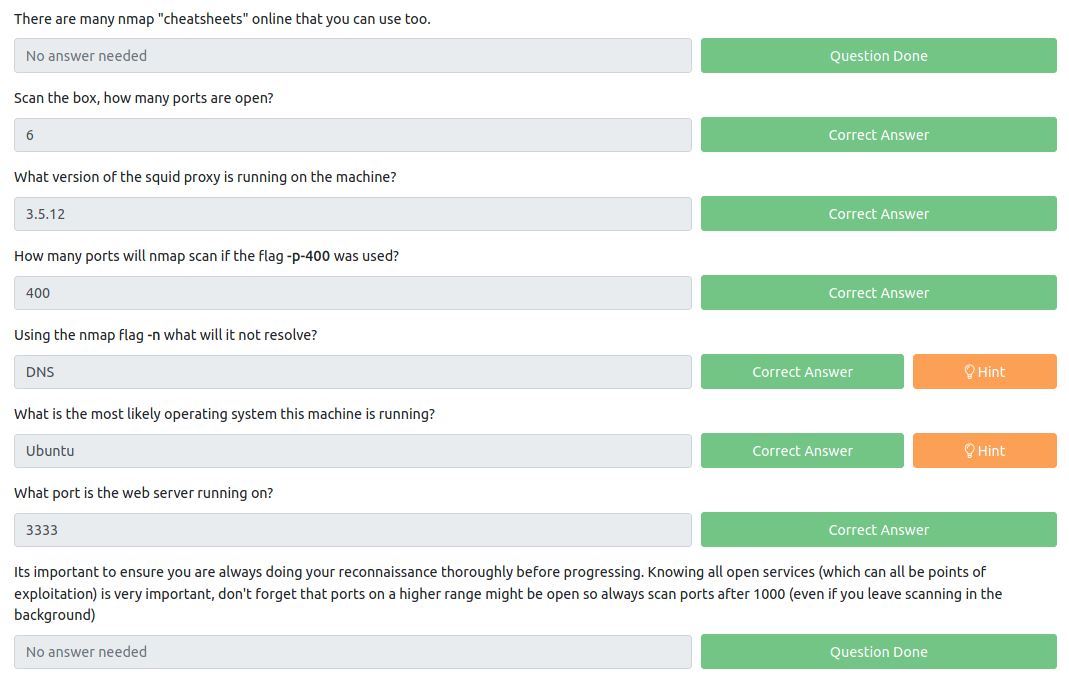 There are many nmap "cheatsheets" online that you can use too.
No answer needed
Question Done
Scan the box, how many ports are open?
6
Correct Answer
What version of the squid proxy is running on the machine?
3.5.12
Correct Answer
How many ports will nmap scan if the flag -p-400 was used?
400
Correct Answer
Using the nmap flag -n what will it not resolve?
DNS
Correct Answer
Hint
What is the most likely operating system this machine is running?
Ubuntu
Correct Answer
Hint
What port is the web server running on?
3333
Correct Answer
Its important to ensure you are always doing your reconnaissance thoroughly before progressing. Knowing all open services (which can all be points of
exploitation) is very important, don't forget that ports on a higher range might be open so always scan ports after 1000 (even if you leave scanning in the
background)
No answer needed
Question Done